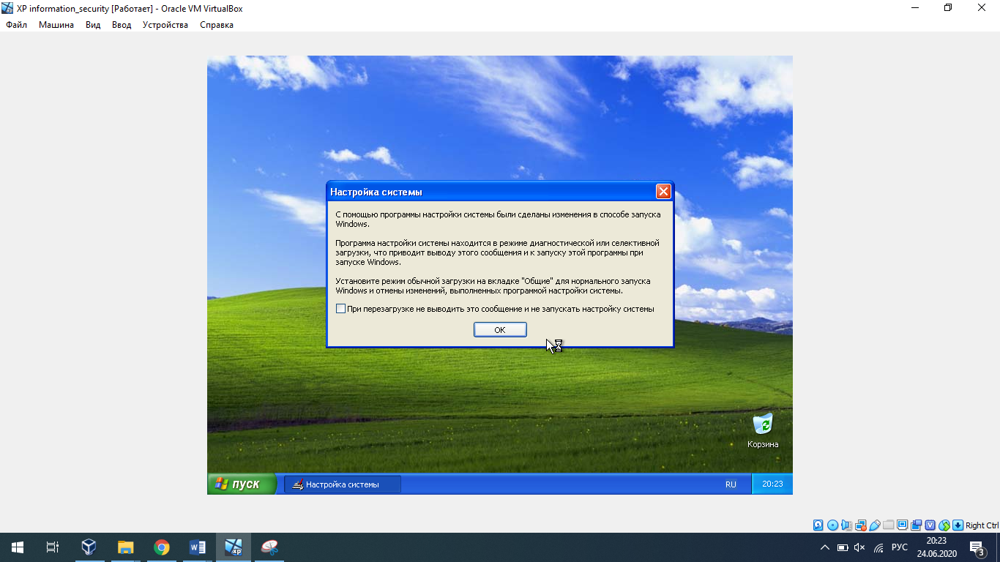 XP information_security [Работает] - Oracle VM VirtualBox
Файл Машина Вид Ввод Устройства Справка
Настройка системы
С помощью программы настройки системы были сделаны изменения в способе запуска
Windows.
Программа настройки системы находится в режиме диагностической или селективной
загрузки, что приводит выводу этого сообщения и к запуску этой программы при
запуске Windows.
Установите режим обычной загрузки на вкладке "Общие" для нормального запуска
Windows и отмены изменений, выполненных программой настройки системы.
При перезагрузке не выводить это сообщение и не запускать настройку системы
ОК
Корзина
пуск
Настройка системы
RU
20:23
Right Ctrl
W
xp
РУС
20:23
24.06.2020
3